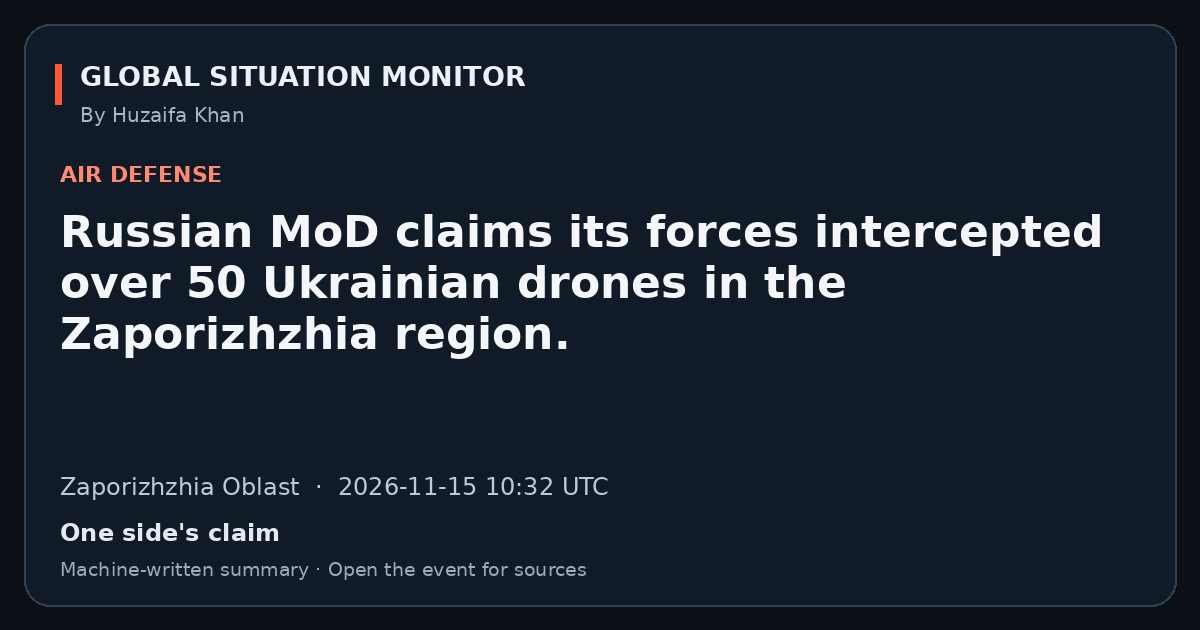 GLOBAL SITUATION MONITOR
By Huzaifa Khan
AIR DEFENSE
Russian MoD claims its forces intercepted
over 50 Ukrainian drones in the
Zaporizhzhia region.
Zaporizhzhia Oblast · 2026-11-15 10:32 UTC
One side's claim
Machine-written summary · Open the event for sources